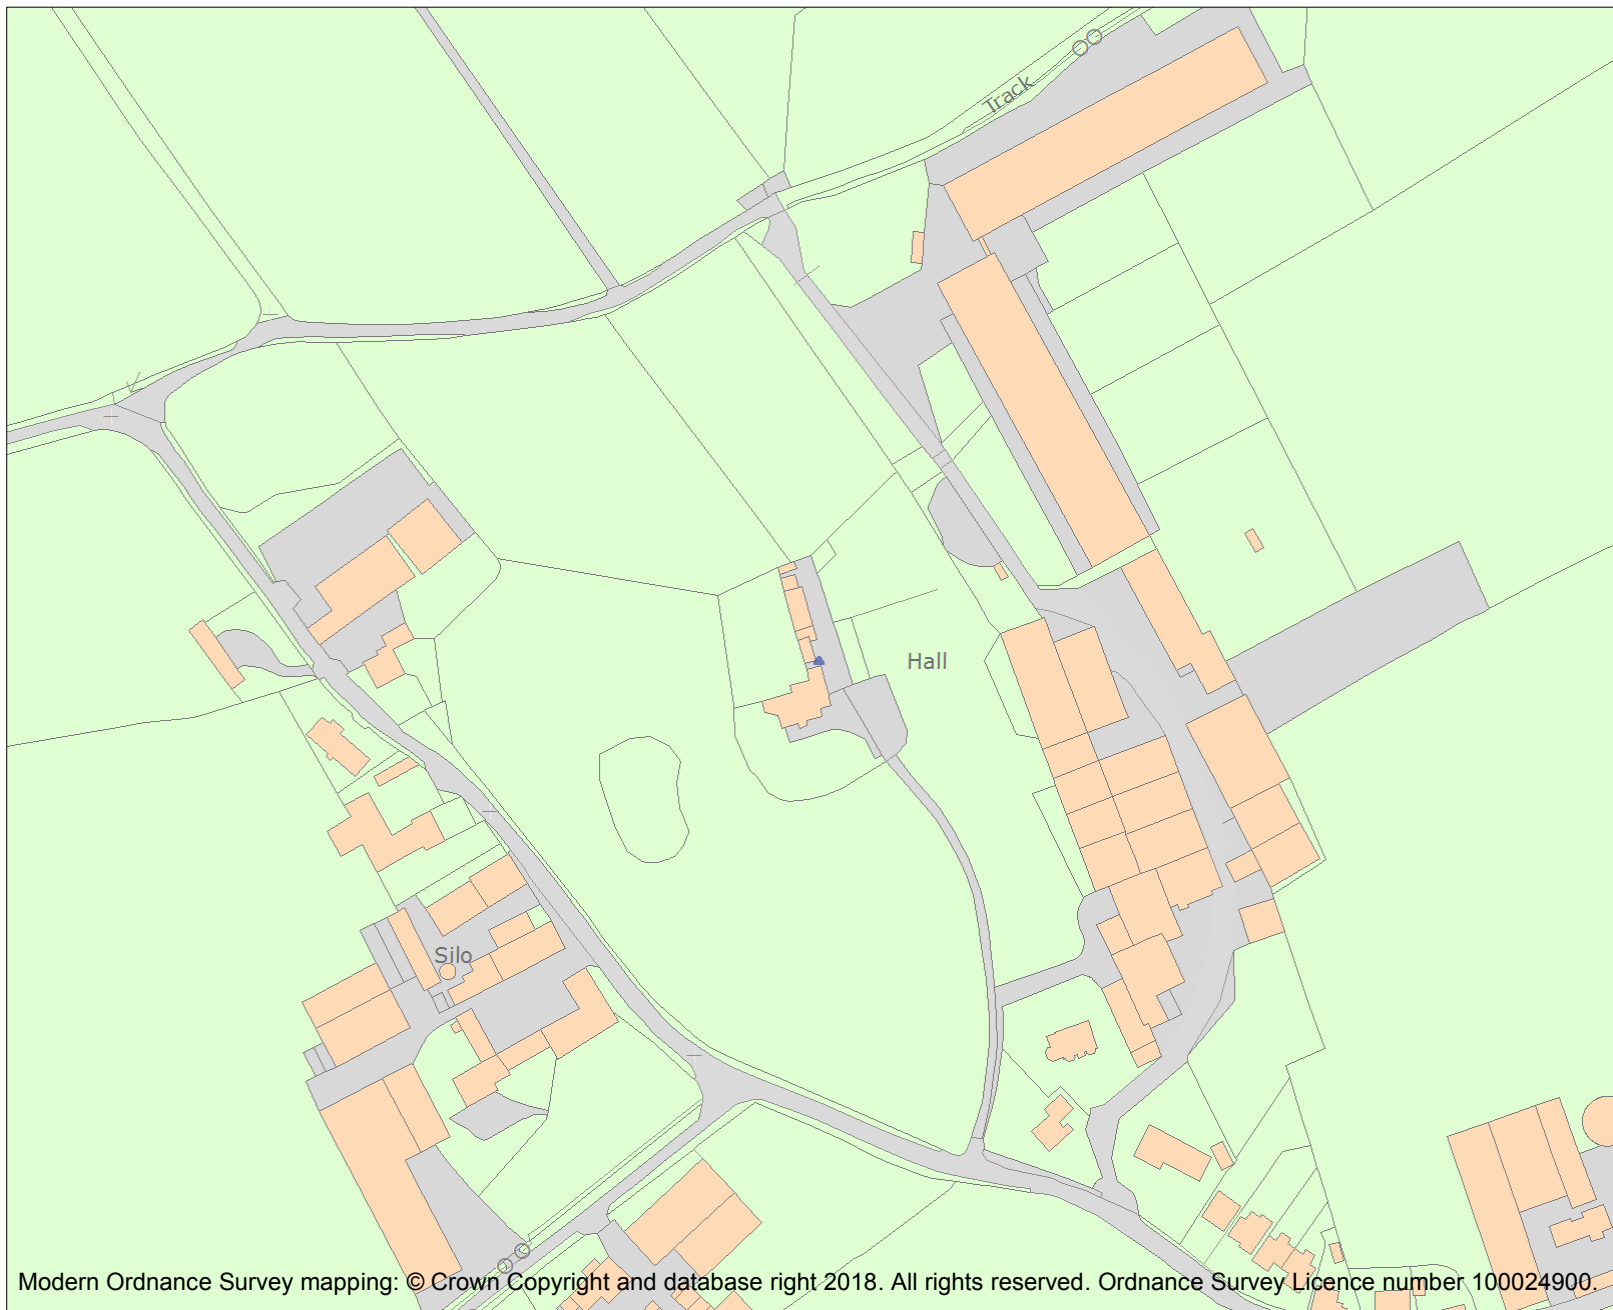 Track
Hall
Silo
Modern Ordnance Survey mapping: © Crown Copyright and database right 2018. All rights reserved. Ordnance Survey Licence number 100024900.